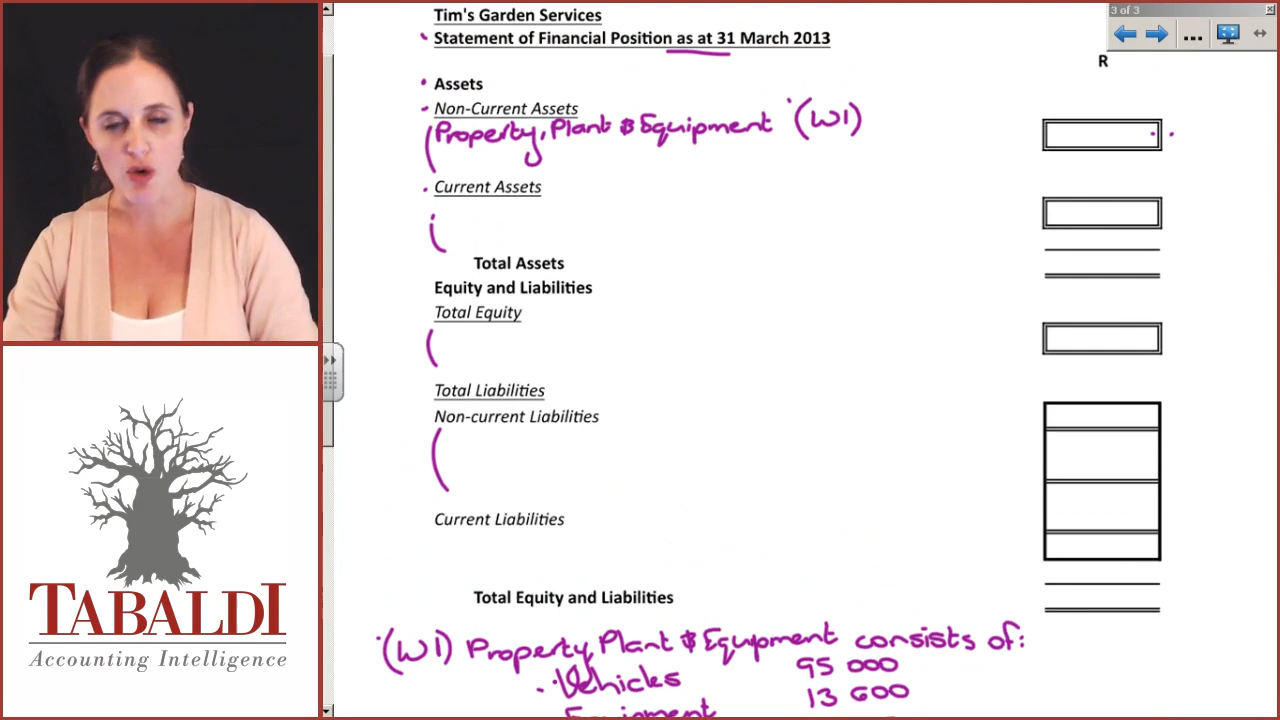 Tim's Garden Services
Statement of Financial Position as at 31 March 2013
R
Assets
Non-Current Assets
Property, Plant & Equipment (W1)
Current Assets
Total Assets
Equity and Liabilities
Total Equity
Total Liabilities
Non-current Liabilities
Current Liabilities
Total Equity and Liabilities
(W1) Property Plant & Equipment consists of:
Vehicles 95 000
Equipment 13 600
3 of 3
TABALDI
Accounting Intelligence